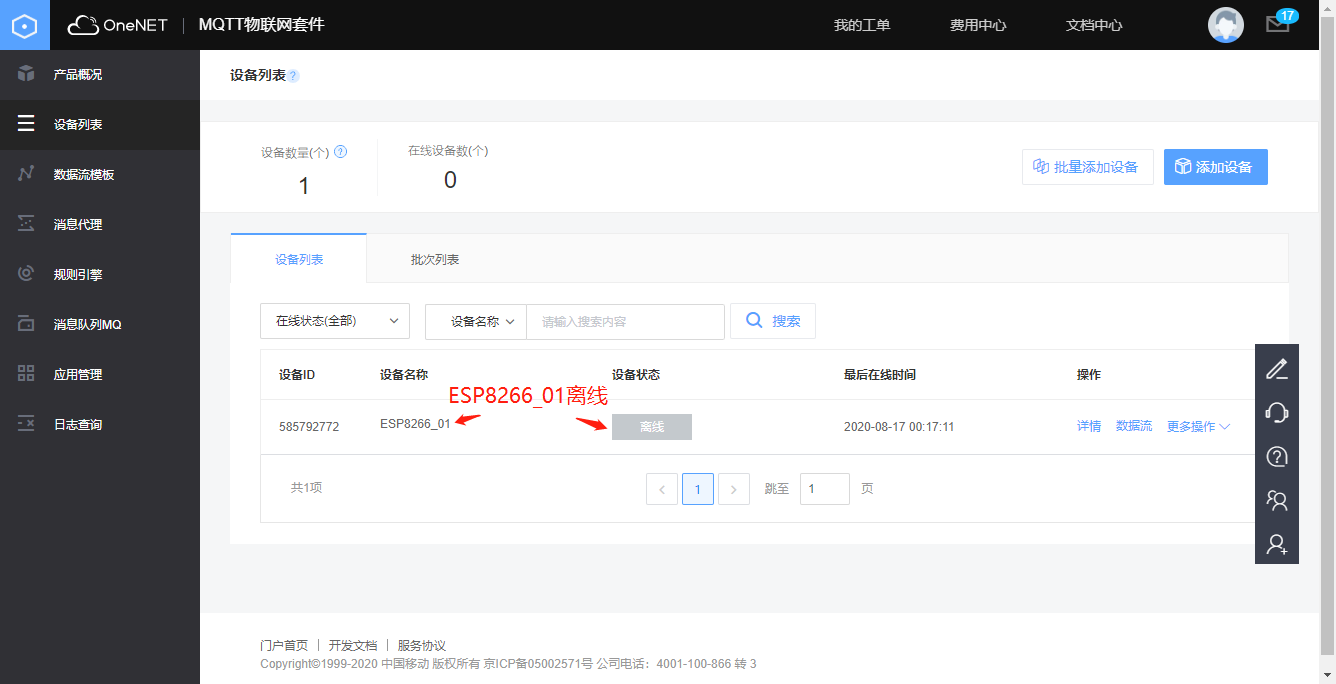 OneNET | MQTT物联网套件 我的工单 费用中心 文档中心 17
产品概况
设备列表
数据流模板
消息代理
规则引擎
消息队列MQ
应用管理
日志查询
设备列表 ?
设备数量(个) ? 在线设备数(个)
1 0
批量添加设备 添加设备
设备列表 批次列表
在线状态(全部) 设备名称 请输入搜索内容 搜索
设备ID 设备名称 设备状态 最后在线时间 操作
ESP8266_01离线
585792772 ESP8266_01 离线 2020-08-17 00:17:11 详情 数据流 更多操作
共1项 < 1 > 跳至 1 页
门户首页 | 开发文档 | 服务协议
Copyright©1999-2020 中国移动 版权所有 京ICP备05002571号 公司电话：4001-100-866 转 3